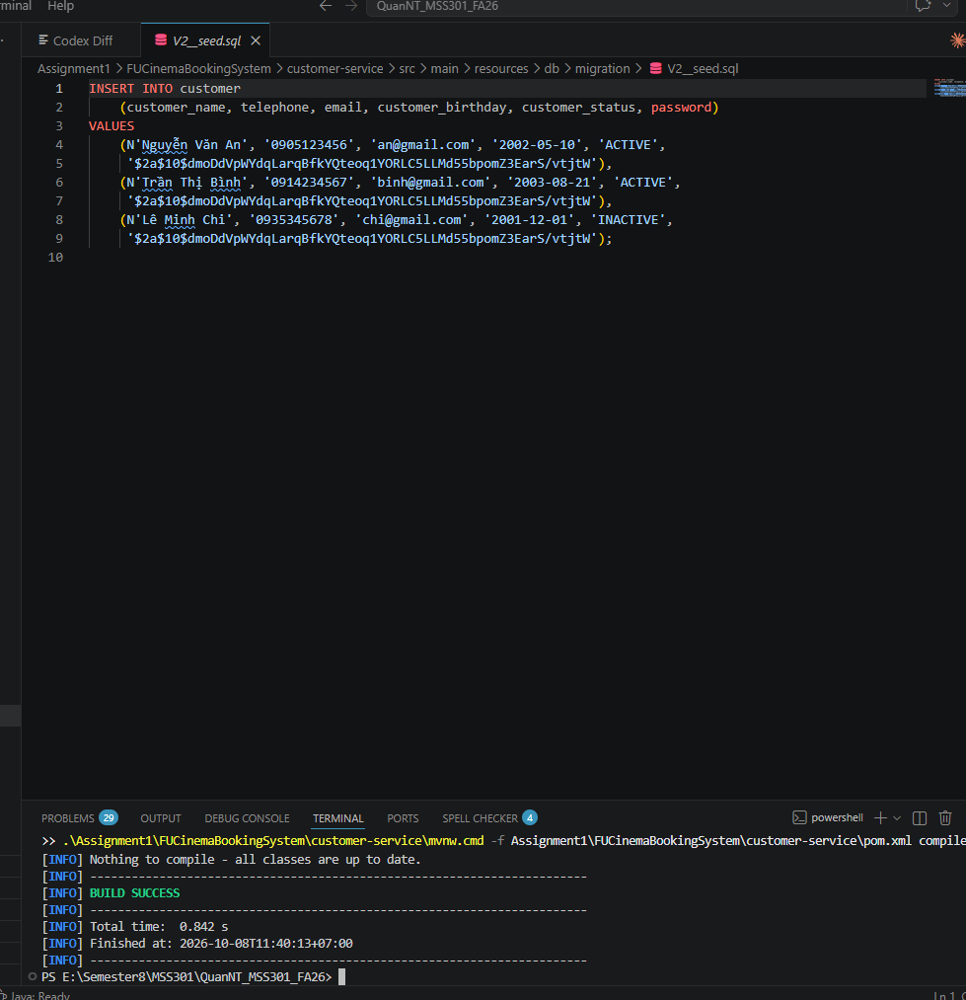 Help
QuanNT_MSS301_FA26
Codex Diff
V2__seed.sql
Assignment1 > FUCinemaBookingSystem > customer-service > src > main > resources > db > migration > V2__seed.sql
1 INSERT INTO customer
2 (customer_name, telephone, email, customer_birthday, customer_status, password)
3 VALUES
4 (N'Nguyễn Văn An', '0905123456', 'an@gmail.com', '2002-05-10', 'ACTIVE',
5 '$2a$10$dmoDdVpWYdqLarqBfkYQteoq1YORLC5LLMd55bpomZ3EarS/vtjtW'),
6 (N'Trần Thị Bình', '0914234567', 'binh@gmail.com', '2003-08-21', 'ACTIVE',
7 '$2a$10$dmoDdVpWYdqLarqBfkYQteoq1YORLC5LLMd55bpomZ3EarS/vtjtW'),
8 (N'Lê Minh Chi', '0935345678', 'chi@gmail.com', '2001-12-01', 'INACTIVE',
9 '$2a$10$dmoDdVpWYdqLarqBfkYQteoq1YORLC5LLMd55bpomZ3EarS/vtjtW');
10
PROBLEMS 29 OUTPUT DEBUG CONSOLE TERMINAL PORTS SPELL CHECKER 4
powershell
>> .\Assignment1\FUCinemaBookingSystem\customer-service\mvnw.cmd -f Assignment1\FUCinemaBookingSystem\customer-service\pom.xml compile
[INFO] Nothing to compile - all classes are up to date.
[INFO] ------------------------------------------------------------------------
[INFO] BUILD SUCCESS
[INFO] ------------------------------------------------------------------------
[INFO] Total time:  0.842 s
[INFO] Finished at: 2026-10-08T11:40:13+07:00
[INFO] ------------------------------------------------------------------------
PS E:\Semester8\MSS301\QuanNT_MSS301_FA26>
Java: Ready